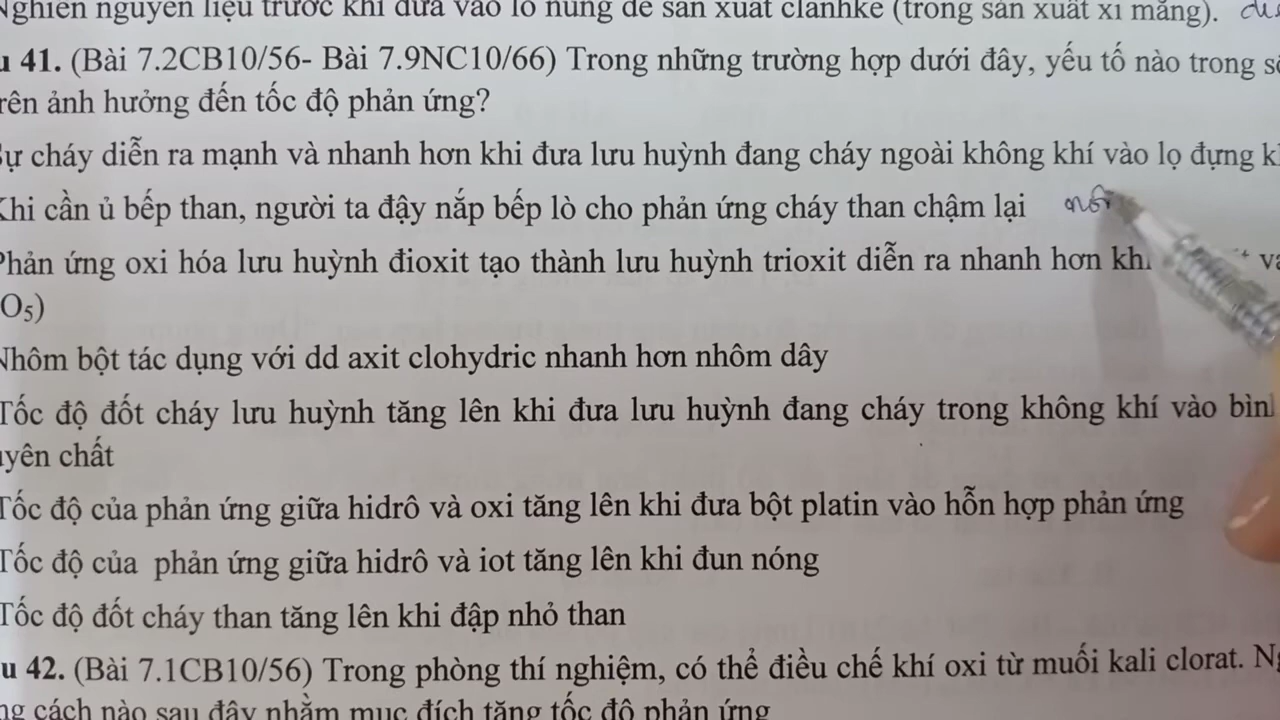 Nghiền nguyên liệu trước khi đưa vào lò nung để sản xuất clanhke (trong sản xuất xi măng).
41. (Bài 7.2CB10/56- Bài 7.9NC10/66) Trong những trường hợp dưới đây, yếu tố nào trong
ảnh hưởng đến tốc độ phản ứng?
cháy diễn ra mạnh và nhanh hơn khi đưa lưu huỳnh đang cháy ngoài không khí vào lọ đựng
Khi cần ủ bếp than, người ta đậy nắp bếp lò cho phản ứng cháy than chậm lại nồ
Phản ứng oxi hóa lưu huỳnh đioxit tạo thành lưu huỳnh trioxit diễn ra nhanh hơn
O₅)
Nhôm bột tác dụng với dd axit clohydric nhanh hơn nhôm dây
Tốc độ đốt cháy lưu huỳnh tăng lên khi đưa lưu huỳnh đang cháy trong không khí vào
chất
Tốc độ của phản ứng giữa hidrô và oxi tăng lên khi đưa bột platin vào hỗn hợp phản ứng
Tốc độ của phản ứng giữa hidrô và iot tăng lên khi đun nóng
Tốc độ đốt cháy than tăng lên khi đập nhỏ than
42. (Bài 7.1CB10/56) Trong phòng thí nghiệm, có thể điều chế khí oxi từ muối kali clorat.
cách nào sau đây nhằm mục đích tăng tốc độ phản ứng